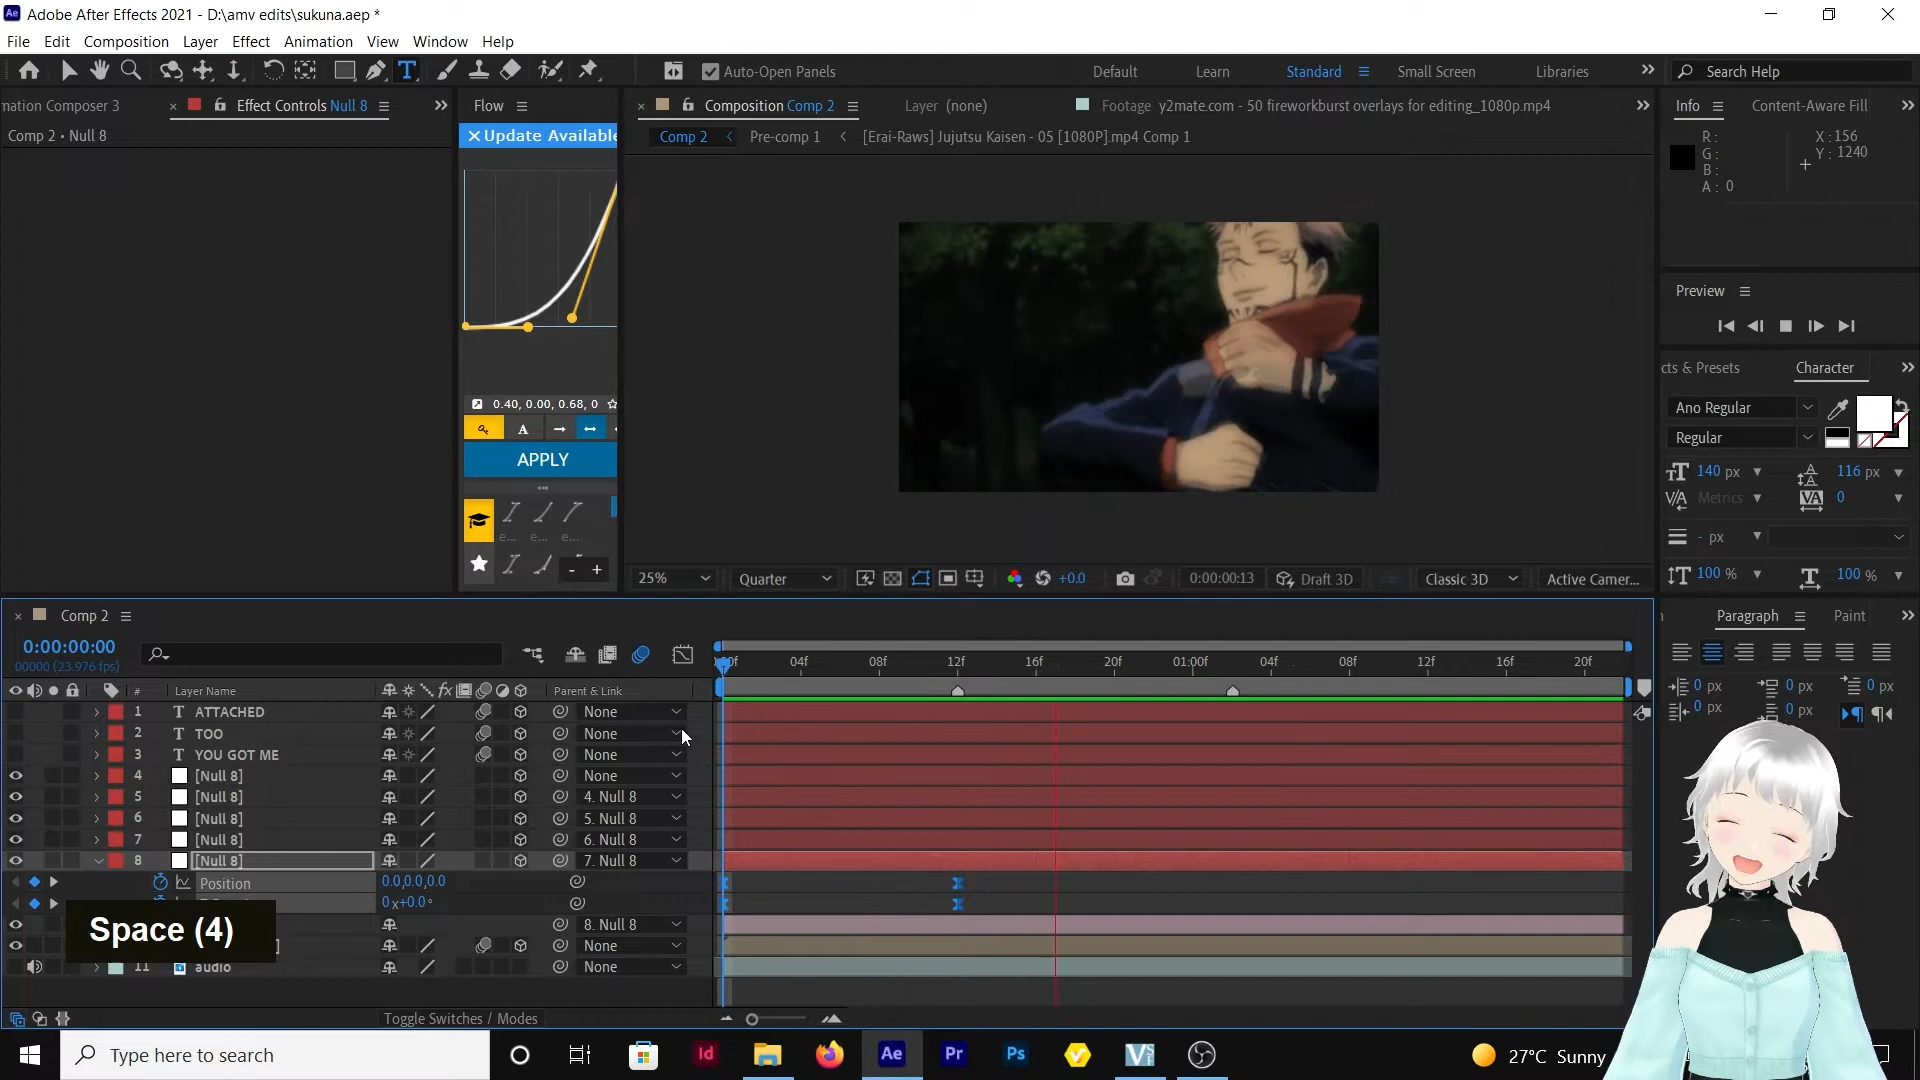 Adobe After Effects 2021 - D:\amv edits\sukuna.aep *
File Edit Composition Layer Effect Animation View Window Help
Auto-Open Panels
Default Learn Standard Small Screen Libraries
Search Help
mation Composer 3
Effect Controls Null 8
Flow
Composition Comp 2
Layer (none)
Footage y2mate.com - 50 fireworkburst overlays for editing_1080p.mp4
Info Content-Aware Fill
Comp 2 • Null 8
Update Available
Comp 2 Pre-comp 1 [Erai-Raws] Jujutsu Kaisen - 05 [1080P].mp4 Comp 1
R :
G :
B :
A : 0
X : 156
Y : 1240
Preview
cts & Presets Character
0.40, 0.00, 0.68, 0
Ano Regular
A
Regular
APPLY
140 px 116 px
Metrics 0
e... e... e...
- px
- +
25% Quarter +0.0 0:00:00:13 Draft 3D Classic 3D Active Camer...
100 % 100 %
Comp 2
Paragraph Paint
0:00:00:00
00000 (23.976 fps)
04f 08f 12f 16f 20f 01:00f 04f 08f 12f 16f 20f
# Layer Name fx Parent & Link
0 px 0 px 0 px
0 px 0 px
1 T ATTACHED None
2 T TOO None
3 T YOU GOT ME None
4 [Null 8] None
5 [Null 8] 4. Null 8
6 [Null 8] 5. Null 8
7 [Null 8] 6. Null 8
8 [Null 8] 7. Null 8
Position 0.0,0.0,0.0
0x+0.0°
Space (4)
8. Null 8
] None
11 audio None
Toggle Switches / Modes
Type here to search
Id Ae Pr Ps
27°C Sunny